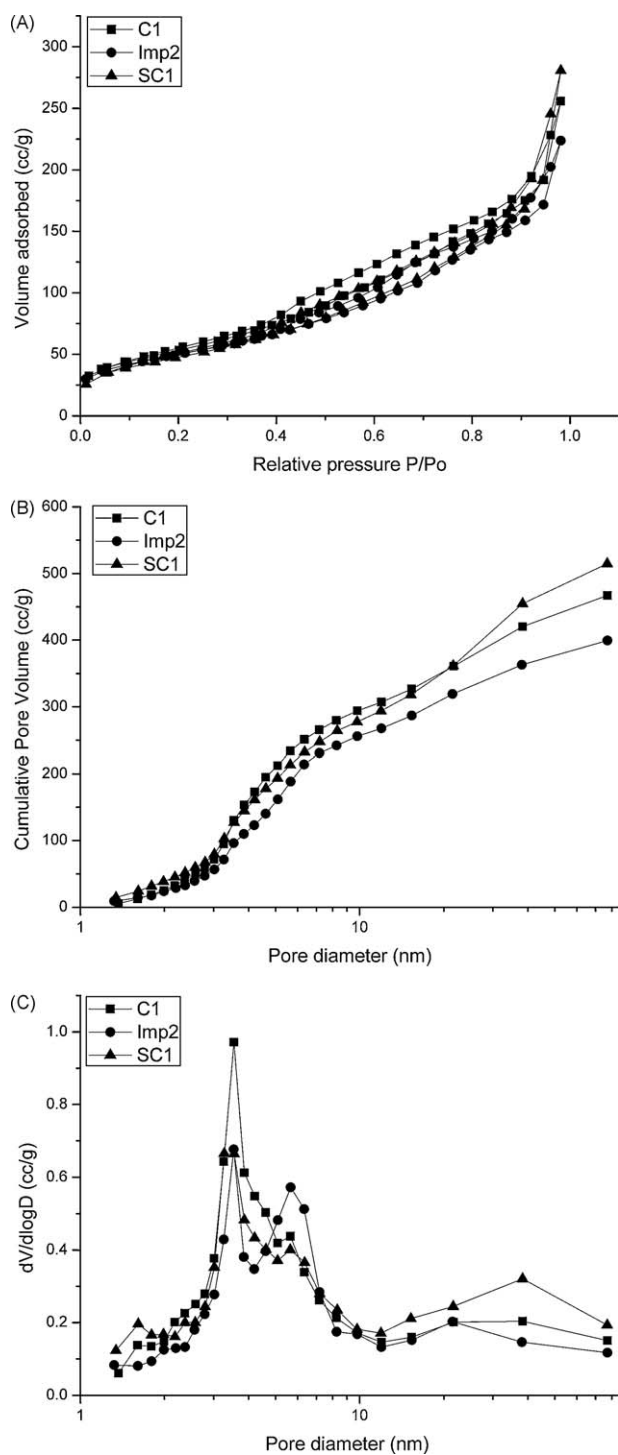 (A)
C1
Imp2
SC1
300
250
200
150
100
50
0
Volume adsorbed (cc/g)
0.0 0.2 0.4 0.6 0.8 1.0
Relative pressure P/Po
(B)
C1
Imp2
SC1
600
500
400
300
200
100
0
Cumulative Pore Volume (cc/g)
1 10
Pore diameter (nm)
(C)
C1
Imp2
SC1
1.0
0.8
0.6
0.4
0.2
0.0
dV/dlogD (cc/g)
1 10
Pore diameter (nm)